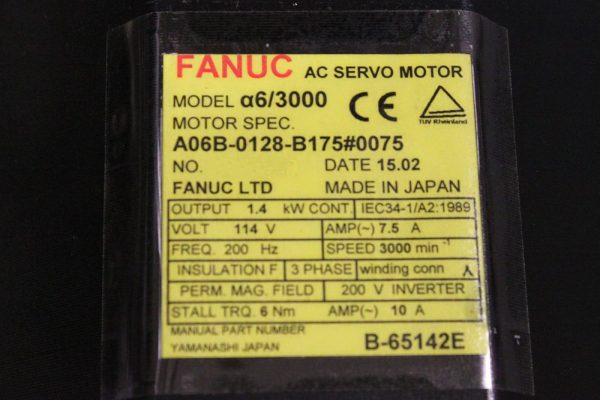 FANUC AC SERVO MOTOR
MODEL α6/3000
MOTOR SPEC.
TUV Rheinland
A06B-0128-B175#0075
NO. DATE 15.02
FANUC LTD MADE IN JAPAN
OUTPUT 1.4 kW CONT. IEC34-1/A2:1989
VOLT 114 V AMP(~) 7.5 A
FREQ. 200 Hz SPEED 3000 min -1
INSULATION F 3 PHASE winding conn
PERM. MAG. FIELD 200 V INVERTER
STALL TRQ. 6 Nm AMP(~) 10 A
MANUAL PART NUMBER
YAMANASHI JAPAN B-65142E